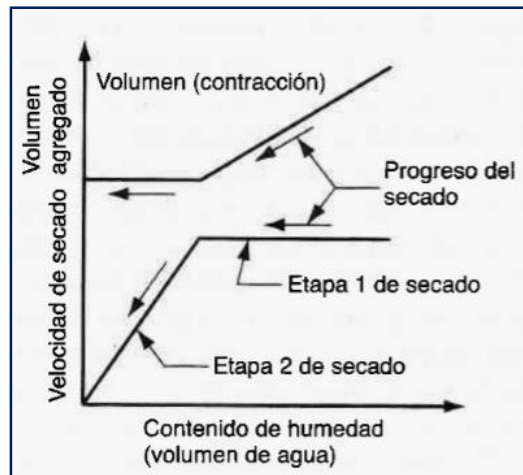 Volumen
agregado
Volumen (contracción)
Progreso del
secado
Velocidad de secado
Etapa 1 de secado
Etapa 2 de secado
Contenido de humedad
(volumen de agua)